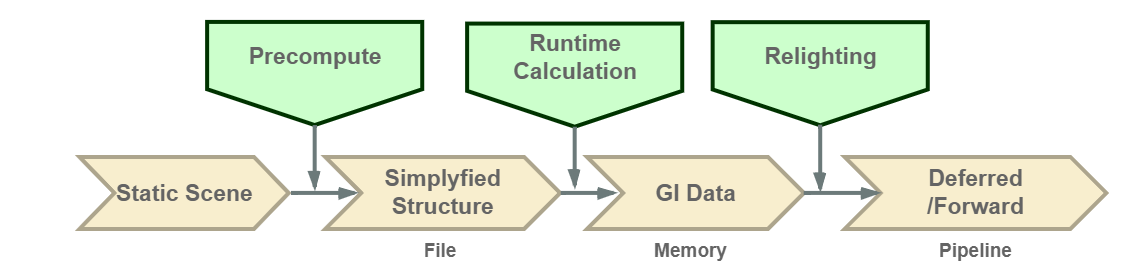 Precompute
Runtime
Calculation
Relighting
Static Scene
Simplyfied
Structure
GI Data
Deferred
/Forward
File
Memory
Pipeline